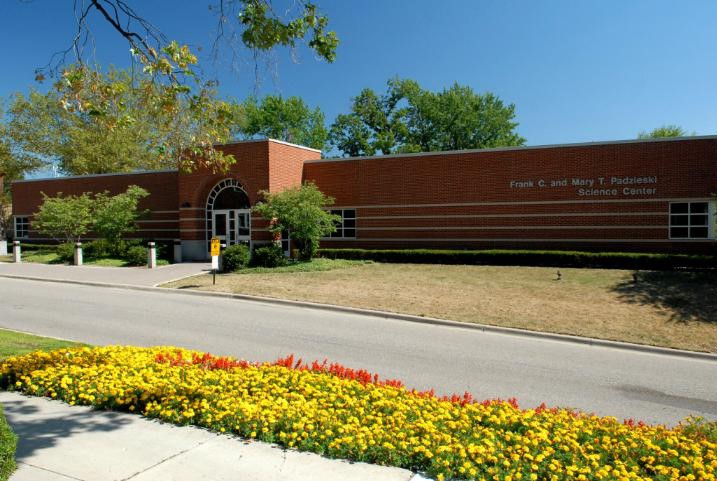 Frank C. and Mary T. Padzieski
Science Center